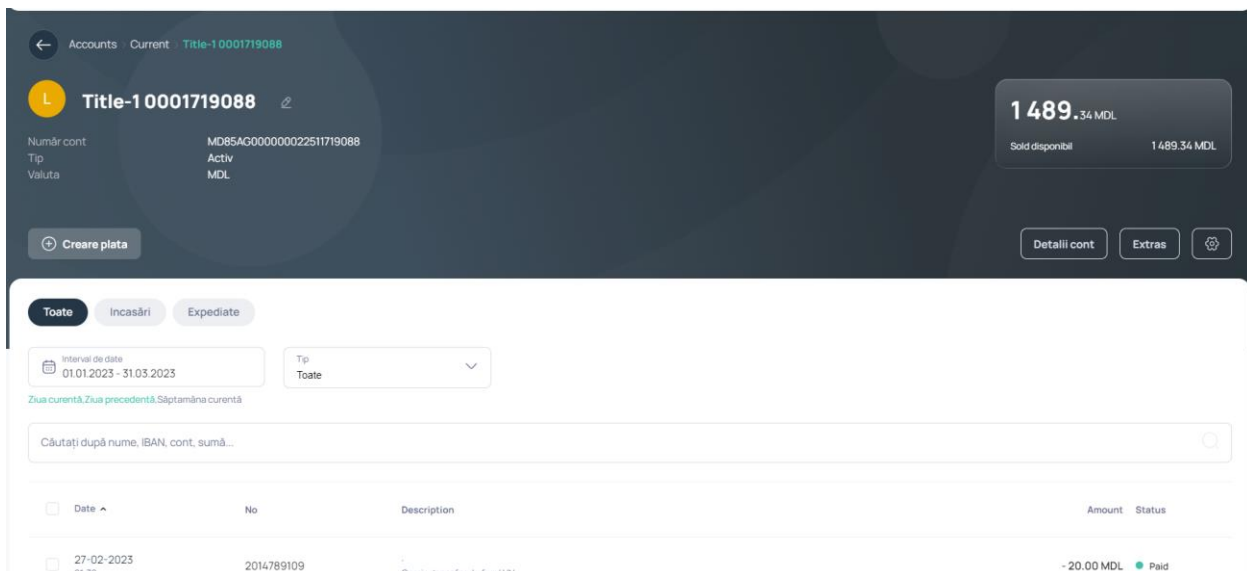 Accounts Current Title-1 0001719088
L Title-1 0001719088
1 489.34 MDL
Număr cont MD85AG000000022511719088
Sold disponibil 1 489.34 MDL
Tip Activ
Valuta MDL
Creare plata Detalii cont Extras
Toate Incasări Expediate
Interval de date Tip
01.01.2023 - 31.03.2023 Toate
Ziua curentă,Ziua precedentă,Săptamâna curentă
Căutați după nume, IBAN, cont, sumă...
Date No Description Amount Status
27-02-2023 2014789109 - 20.00 MDL Paid